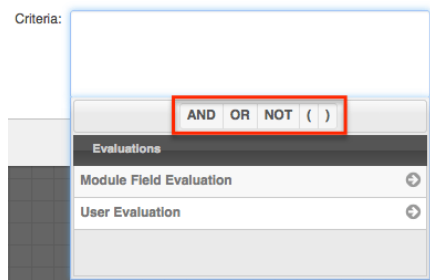 Criteria:
AND OR NOT ( )
Evaluations
Module Field Evaluation
User Evaluation